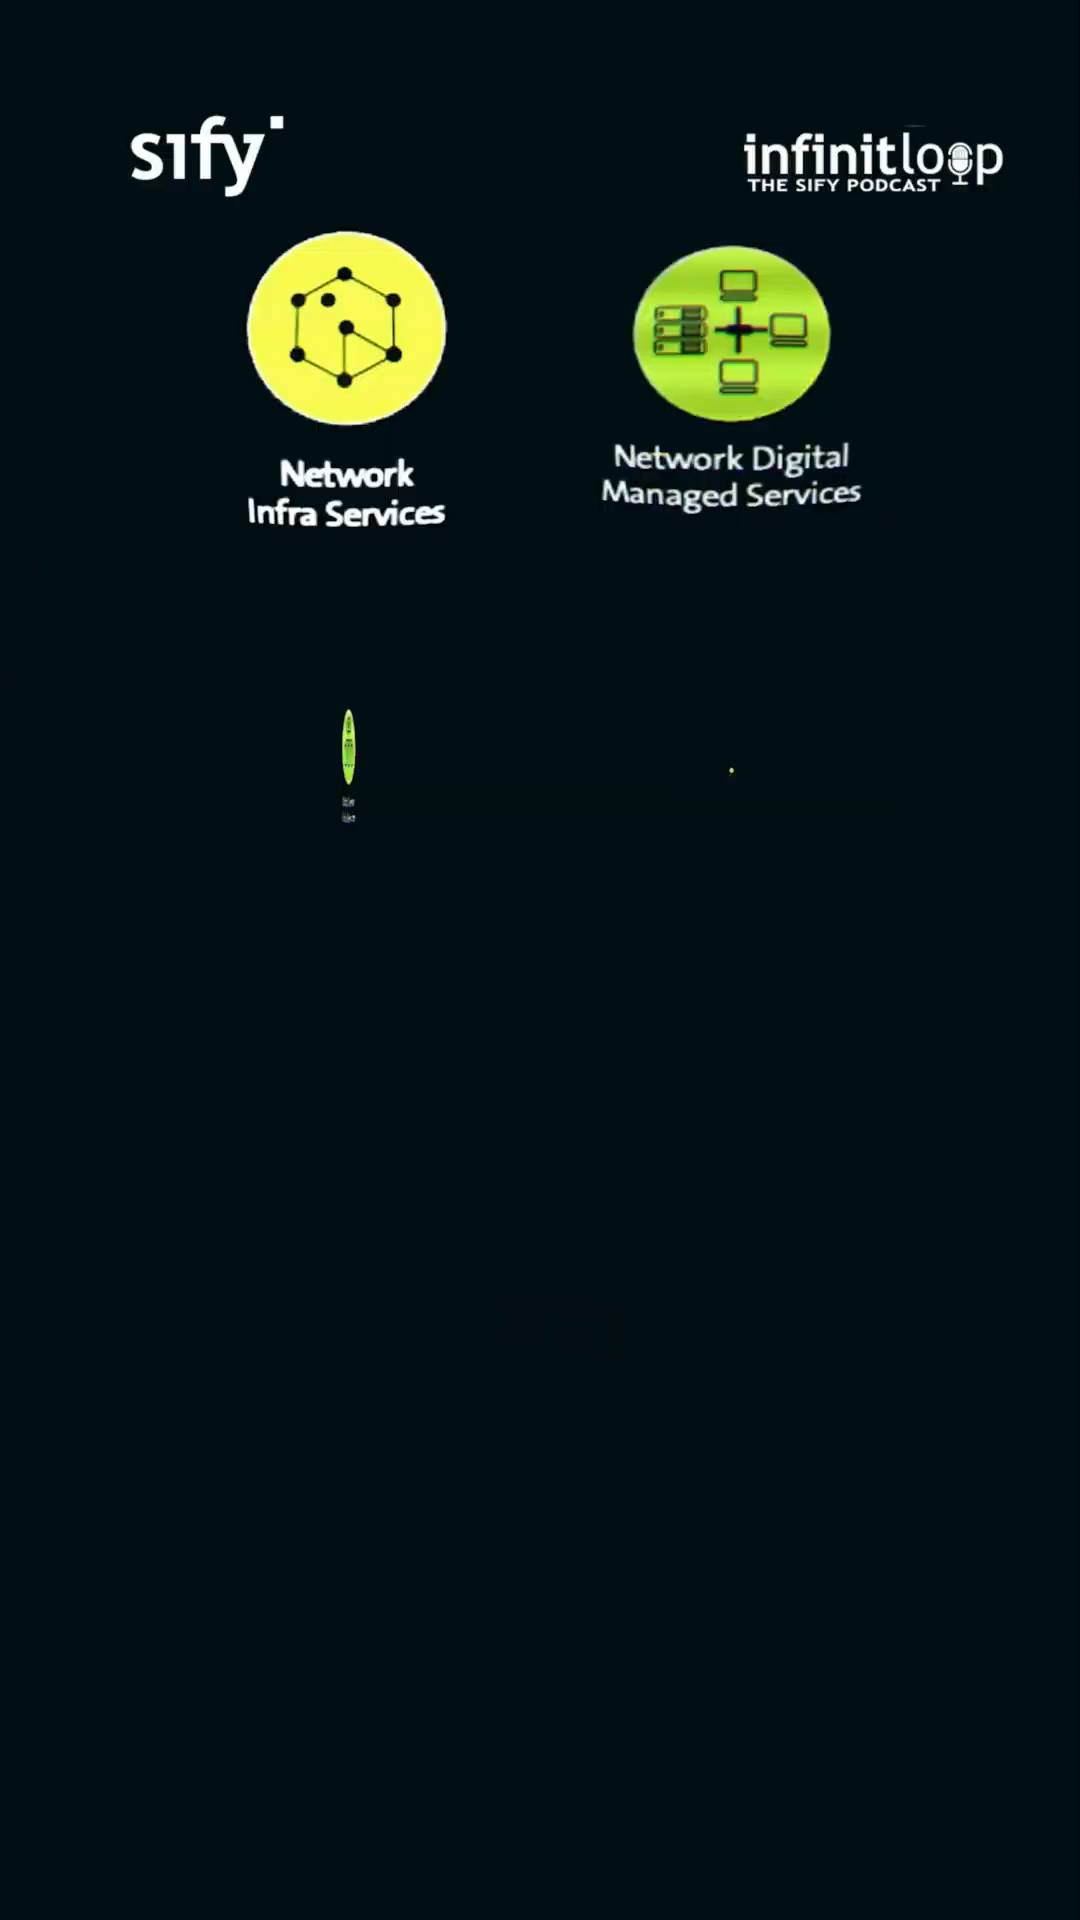 sify
infinitloop
THE SIFY PODCAST
Network
Infra Services
Network Digital
Managed Services